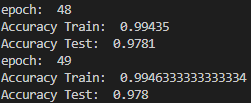 epoch:  48
Accuracy Train:  0.99435
Accuracy Test:  0.9781
epoch:  49
Accuracy Train:  0.9946333333333334
Accuracy Test:  0.978